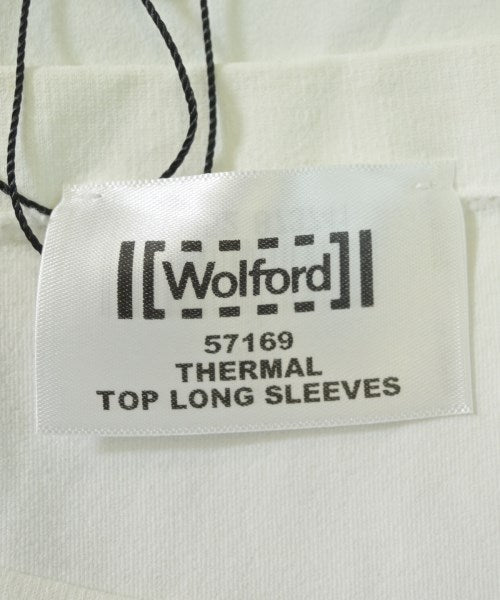 Wolford
57169
THERMAL
TOP LONG SLEEVES